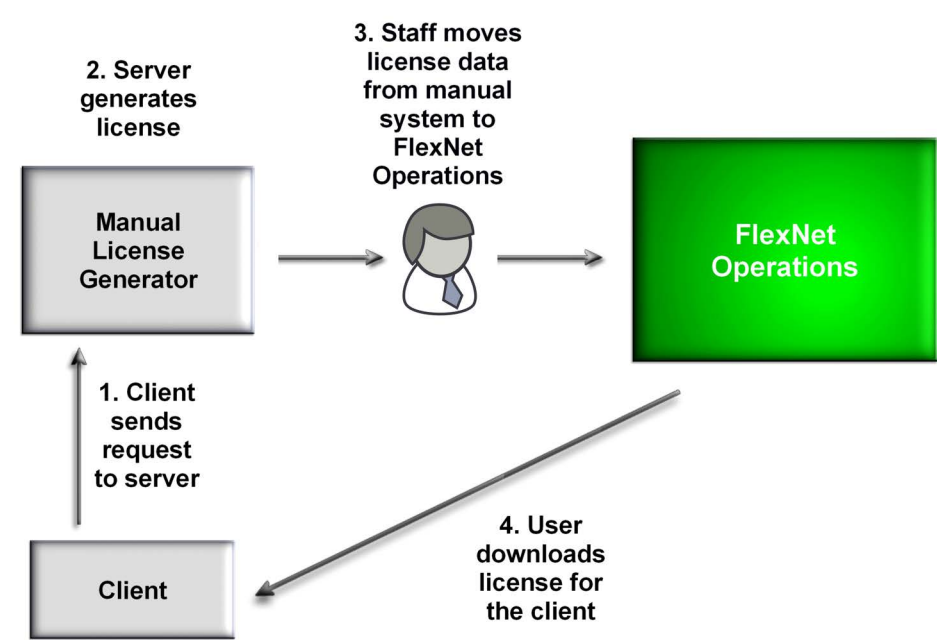 3. Staff moves
license data
from manual
system to
FlexNet
Operations
2. Server
generates
license
Manual
License
Generator
FlexNet
Operations
1. Client
sends
request
to server
4. User
downloads
license for
the client
Client